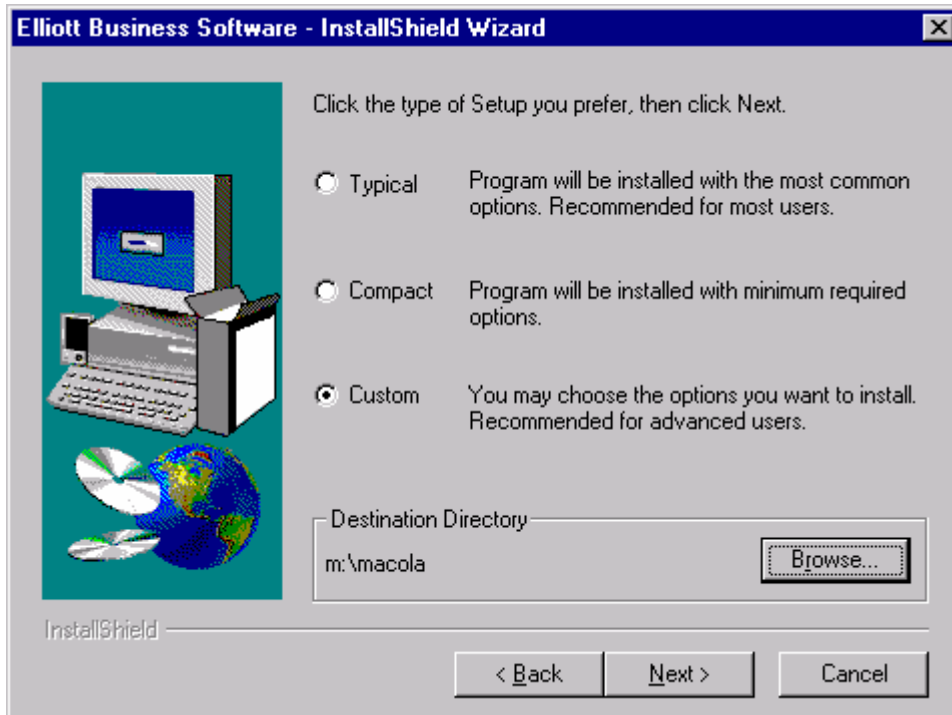 Elliott Business Software - InstallShield Wizard
Click the type of Setup you prefer, then click Next.
Typical Program will be installed with the most common
options. Recommended for most users.
Compact Program will be installed with minimum required
options.
Custom You may choose the options you want to install.
Recommended for advanced users.
Destination Directory
m:\macola Browse...
InstallShield
< Back Next > Cancel